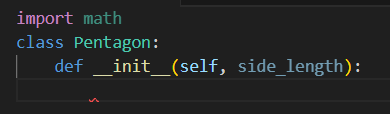 import math
class Pentagon:
    def __init__(self, side_length):